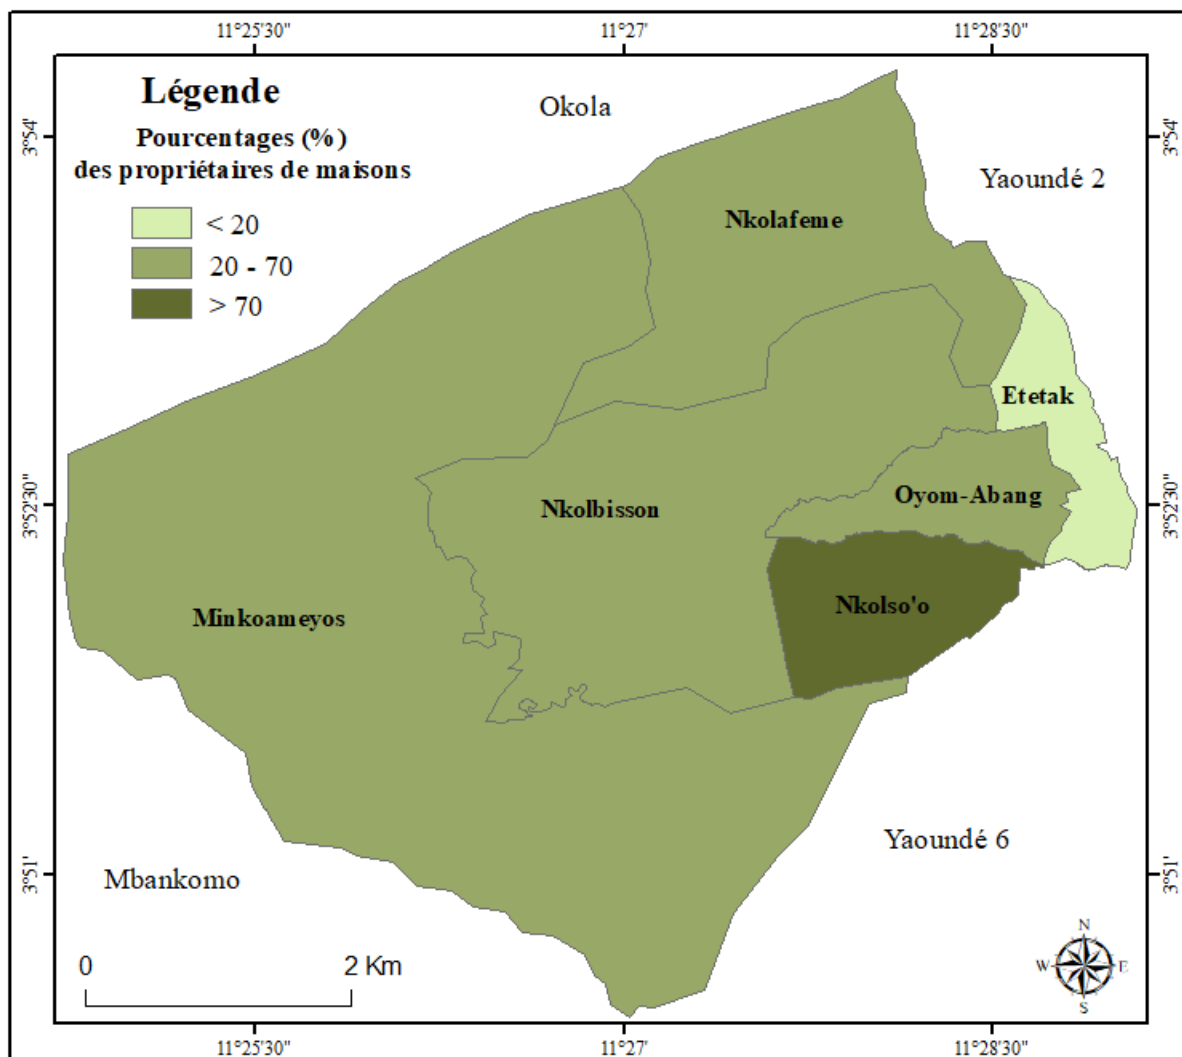 11°25'30"
11°27'
11°28'30"
Légende
Pourcentages (%)
des propriétaires de maisons
< 20
20 - 70
> 70
Okola
Yaoundé 2
3°54'
3°54'
Nkolafeme
Etetak
Oyom-Abang
Nkolbisson
3°52'30"
3°52'30"
Nkolso'o
Minkoameyos
Yaoundé 6
Mbankomo
3°51'
3°51'
0
2 Km
N
W
E
S
11°25'30"
11°27'
11°28'30"